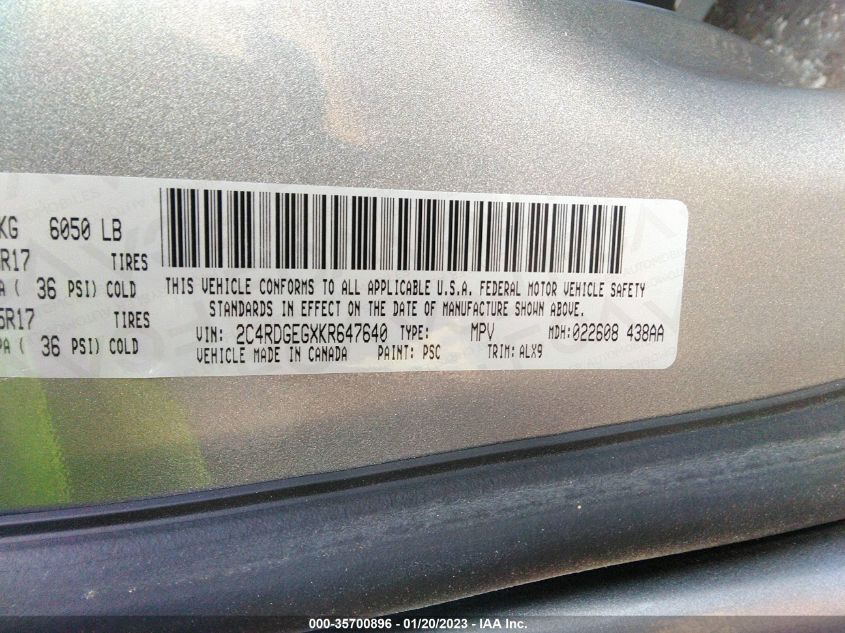 KG 6050 LB
R17 TIRES
A ( 36 PSI) COLD
5R17 TIRES
PA ( 36 PSI) COLD
THIS VEHICLE CONFORMS TO ALL APPLICABLE U.S.A. FEDERAL MOTOR VEHICLE SAFETY
STANDARDS IN EFFECT ON THE DATE OF MANUFACTURE SHOWN ABOVE.
VIN: 2C4RDGEGXKR647640 TYPE: MPV MDH:022608 438AA
VEHICLE MADE IN CANADA PAINT: PSC TRIM:ALX9
000-35700896 - 01/20/2023 - IAA Inc.